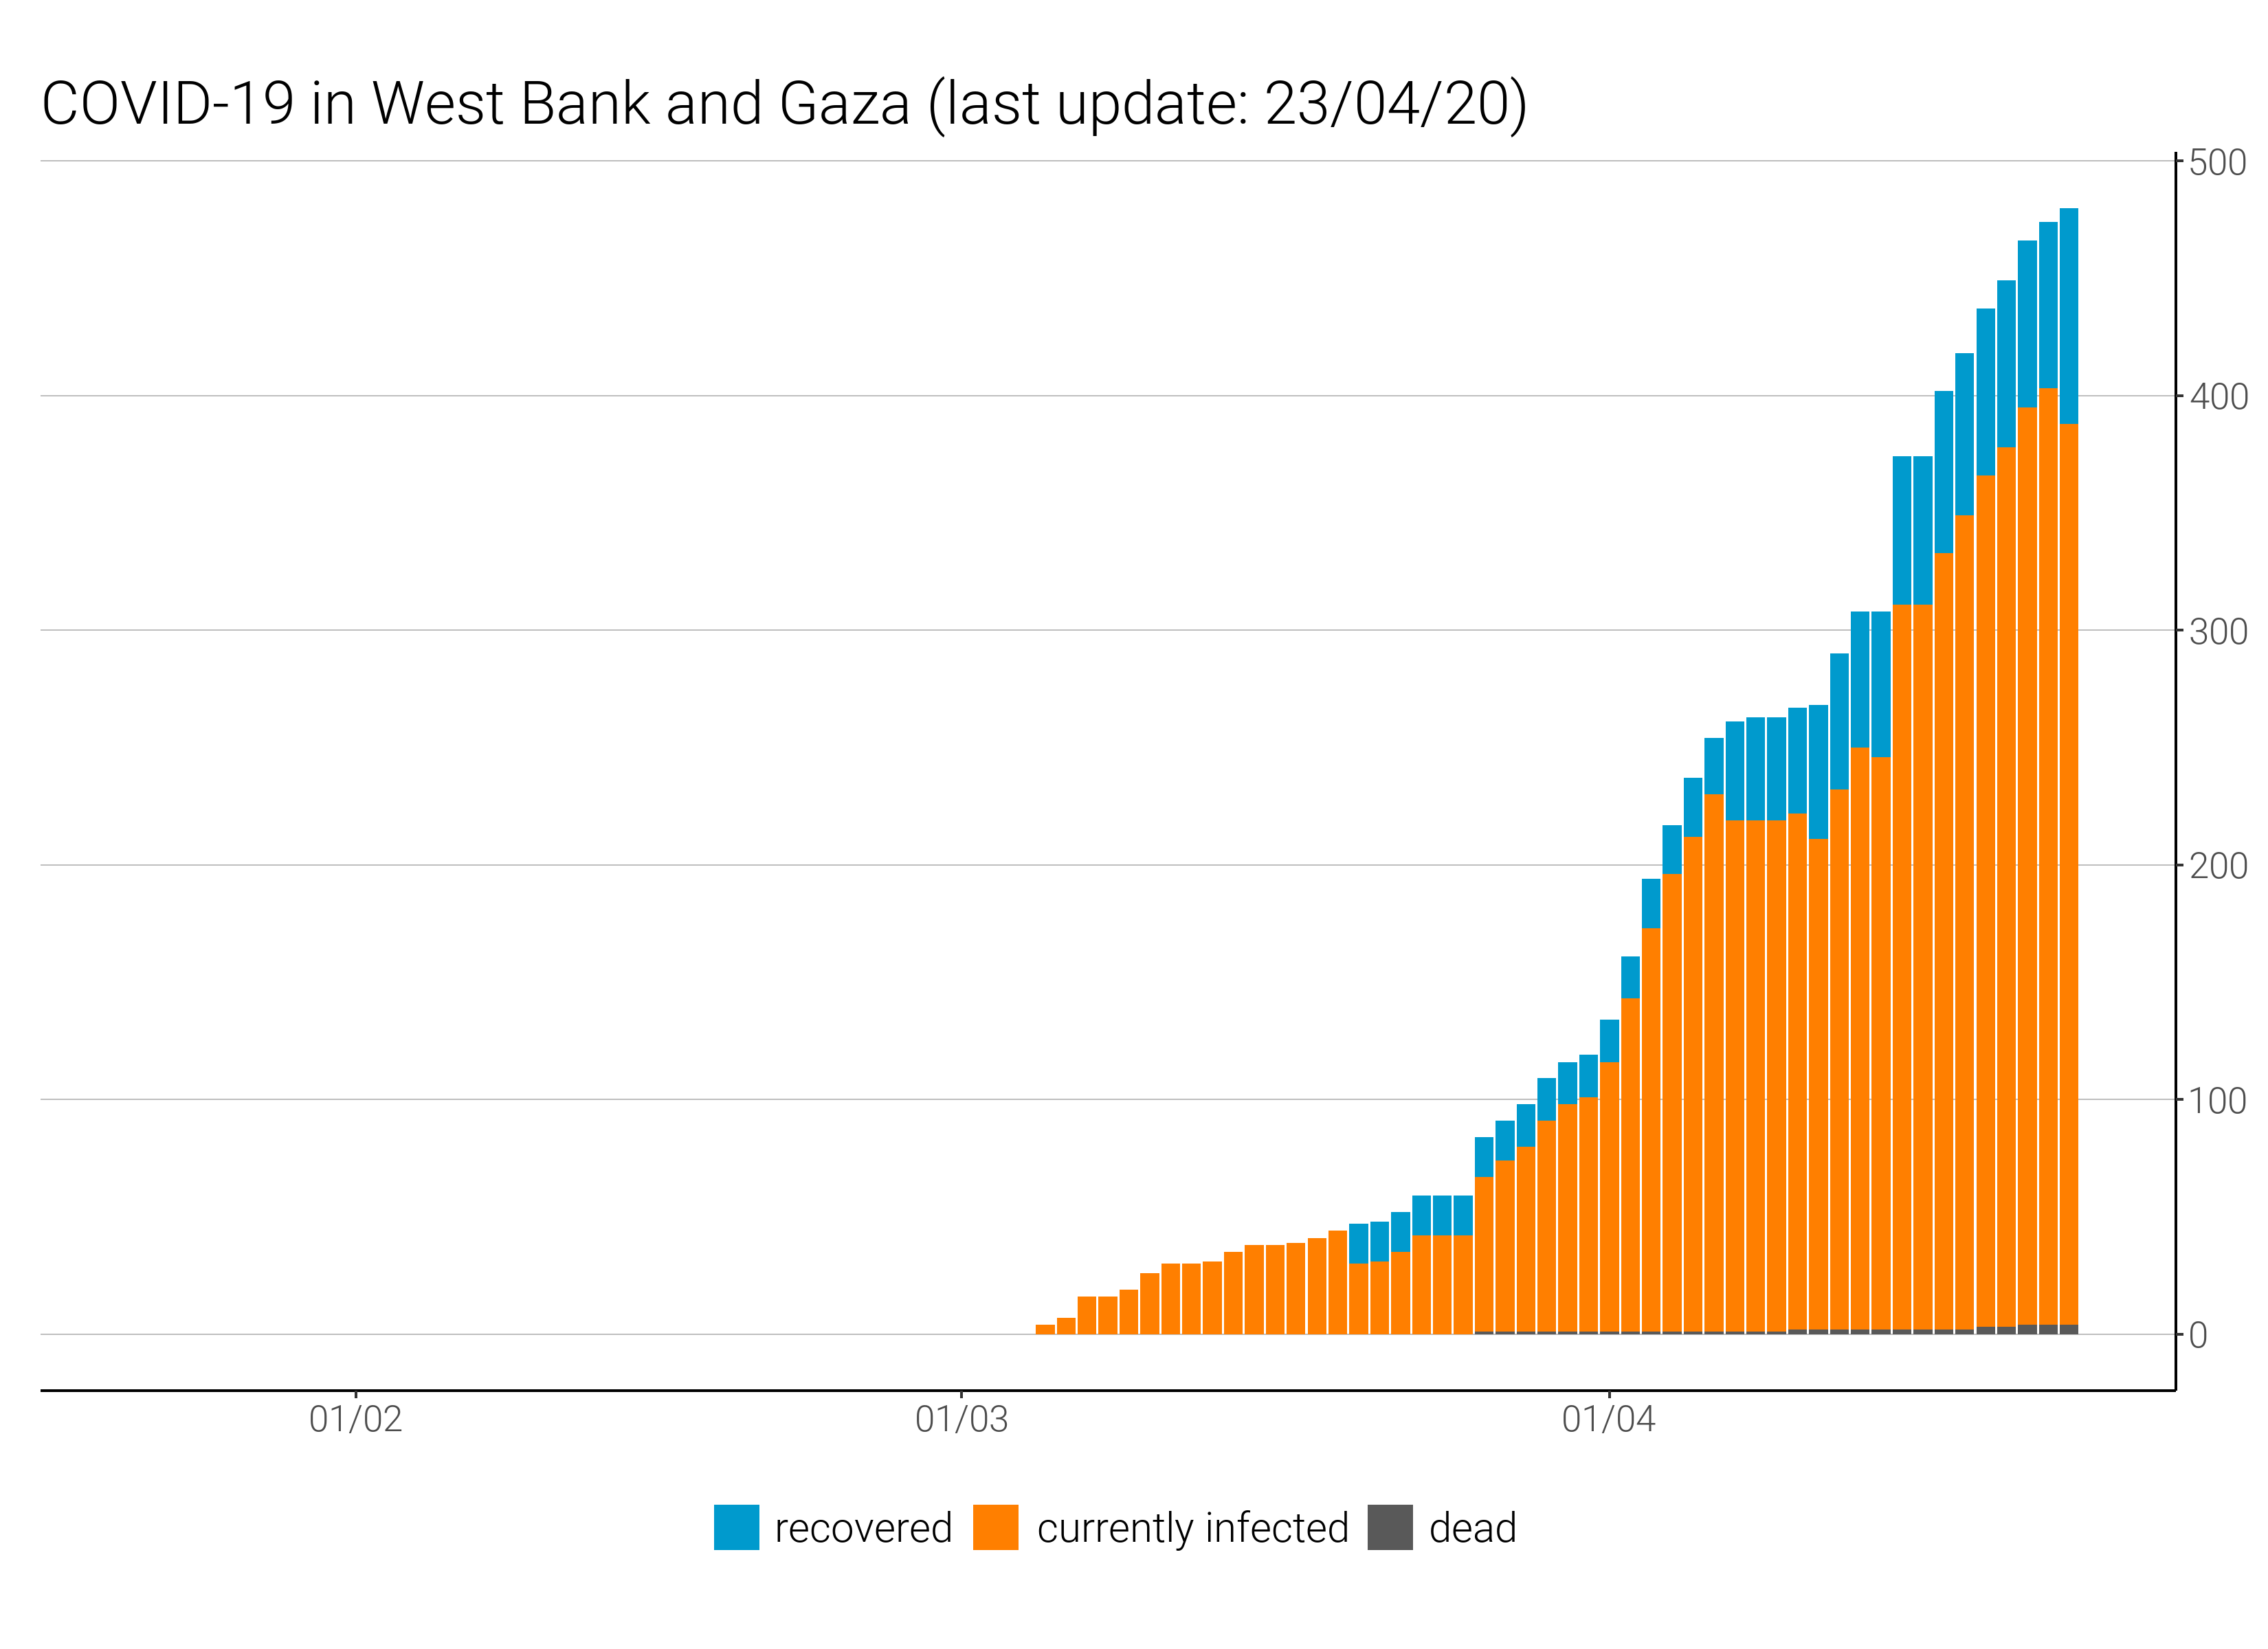 COVID-19 in West Bank and Gaza (last update: 23/04/20)
500
400
300
200
100
0
01/02 01/03 01/04
recovered currently infected dead